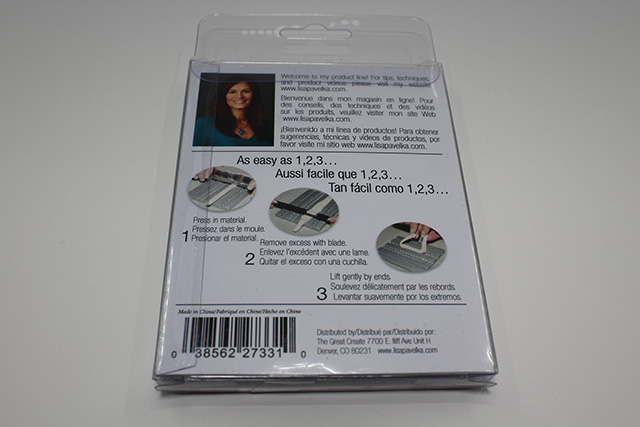 Welcome to my product line! For tips, techniques,
and product videos please visit my website
www.lisapavelka.com.
Bienvenue dans mon magasin en ligne! Pour
des conseils, des techniques et des vidéos
sur les produits, veuillez visiter mon site Web
www.lisapavelka.com.
¡Bienvenido a mi linea de productos! Para obtener
sugerencias, técnicas y videos de productos, por
favor visite mi sitio web www.lisapavelka.com.
As easy as 1,2,3...
Aussi facile que 1,2,3...
Tan fácil como 1,2,3...
Press in material.
Pressez dans le moule.
1 Presionar el material.
Remove excess with blade.
Enlevez l'excédent avec une lame.
2 Quitar el exceso con una cuchilla.
Lift gently by ends.
Soulevez délicatement par les rebords.
3 Levantar suavemente por los extremos.
Made in China/Fabriqué en China/Hecho en China
0 38562 27331 0
Distributed by/Distribué par/Distribuido por:
The Great Create 7700 E. Iliff Ave Unit H
Denver, CO 80231 www.lisapavelka.com